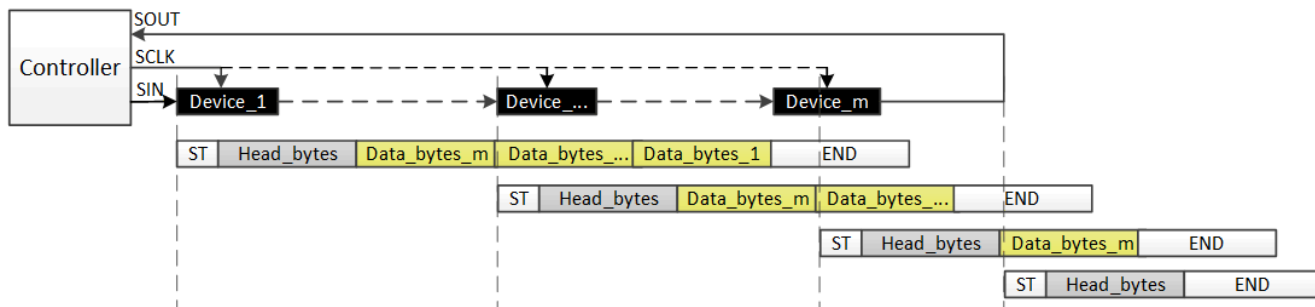 SOUT
SCLK
Controller
SIN
Device_1 Device_... Device_m
ST Head_bytes Data_bytes_m Data_bytes_... Data_bytes_1 END
ST Head_bytes Data_bytes_m Data_bytes_... END
ST Head_bytes Data_bytes_m END
ST Head_bytes END